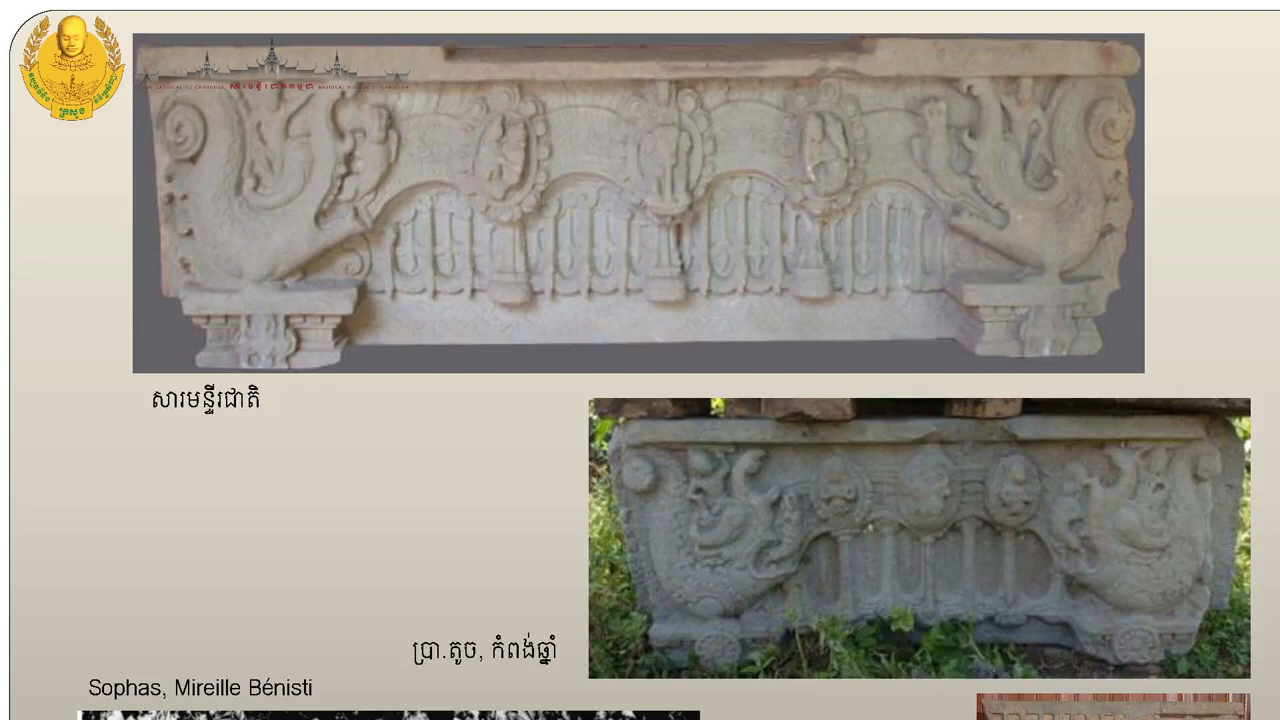 សារមន្ទីរជាតិ
ប្រា.តូច, កំពង់ឆ្នាំ
Sophas, Mireille Bénisti